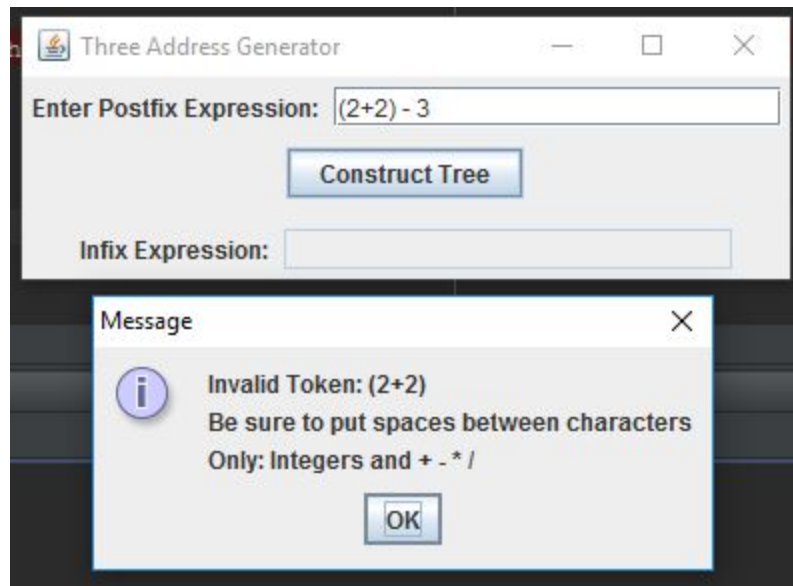 Three Address Generator
Enter Postfix Expression: (2+2) - 3
Construct Tree
Infix Expression:
Message
Invalid Token: (2+2)
Be sure to put spaces between characters
Only: Integers and + - * /
OK